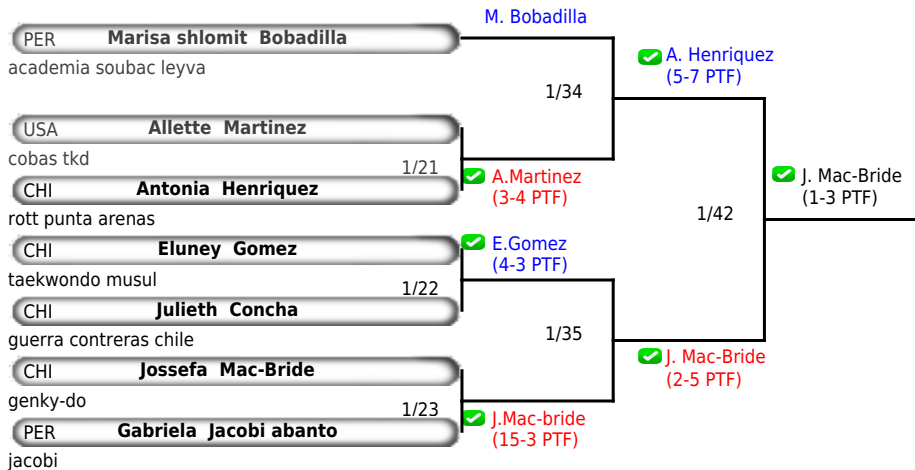 M. Bobadilla
PER Marisa shlomit Bobadilla
academia soubac leyva
A. Henriquez
(5-7 PTF)
1/34
USA Allette Martinez
cobas tkd
1/21
A.Martinez
(3-4 PTF)
CHI Antonia Henriquez
rott punta arenas
J. Mac-Bride
(1-3 PTF)
1/42
CHI Eluney Gomez
taekwondo musul
E.Gomez
(4-3 PTF)
1/22
CHI Julieth Concha
guerra contreras chile
1/35
CHI Jossefa Mac-Bride
genky-do
J. Mac-Bride
(2-5 PTF)
1/23
J.Mac-bride
(15-3 PTF)
PER Gabriela Jacobi abanto
jacobi